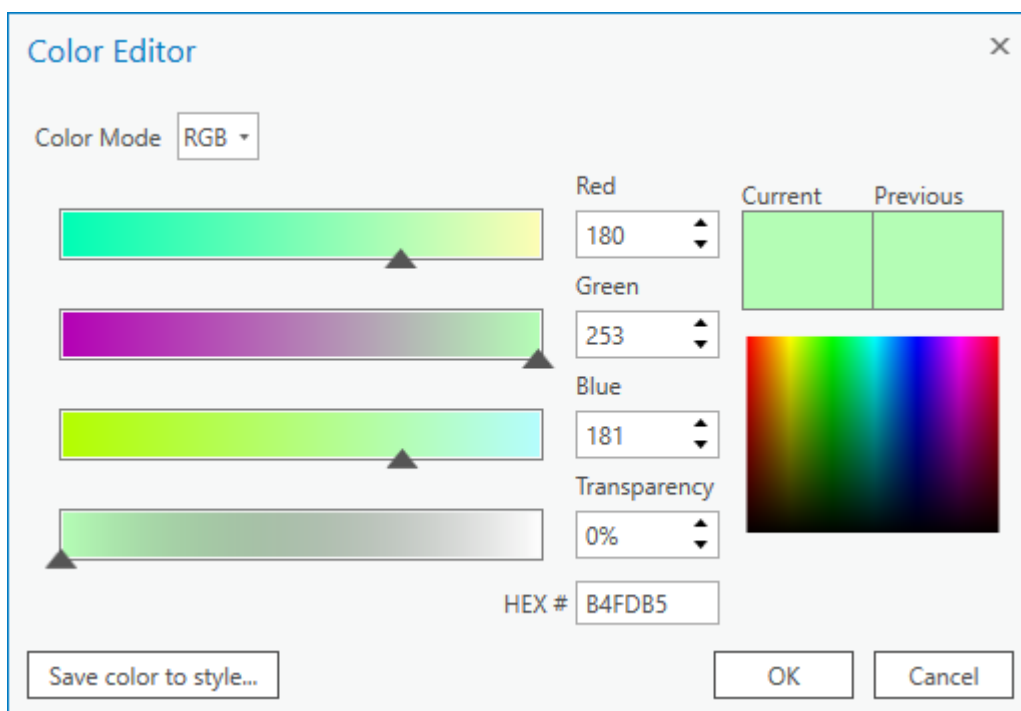 Color Editor
Color Mode RGB
Red
180
Green
253
Blue
181
Transparency
0%
HEX # B4FDB5
Current Previous
Save color to style...
OK
Cancel